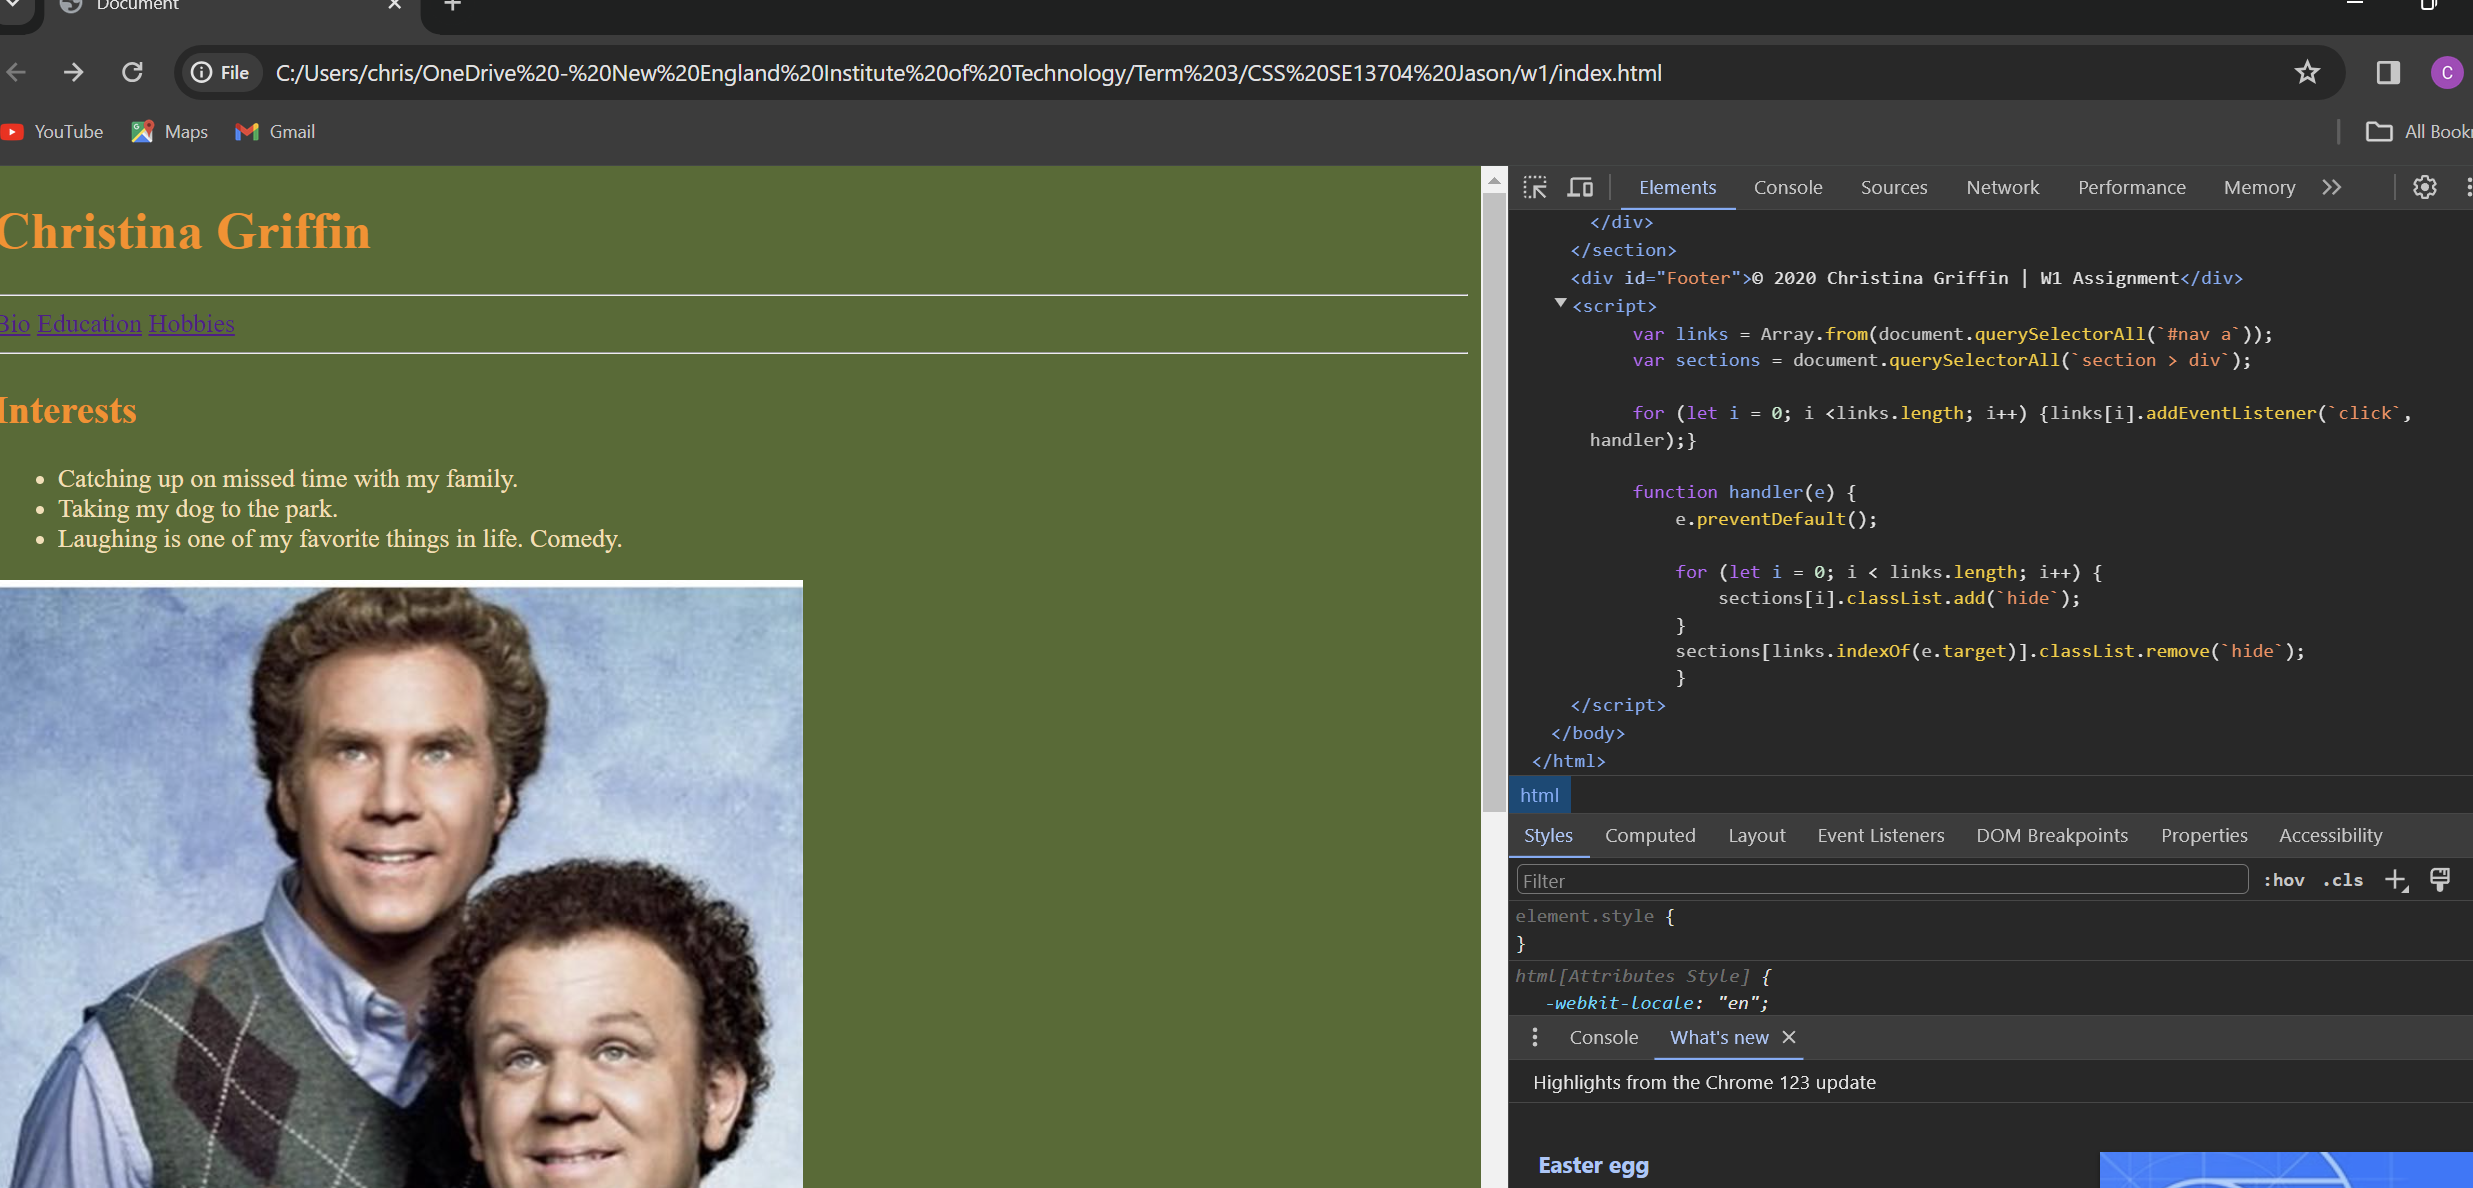 Document
File C:/Users/chris/OneDrive%20-%20New%20England%20Institute%20of%20Technology/Term%203/CSS%20SE13704%20Jason/w1/index.html C
YouTube Maps Gmail All Book
Christina Griffin
Bio Education Hobbies
Interests
• Catching up on missed time with my family.
• Taking my dog to the park.
• Laughing is one of my favorite things in life. Comedy.
Elements Console Sources Network Performance Memory
</div>
</section>
<div id="Footer">© 2020 Christina Griffin | W1 Assignment</div>
<script>
var links = Array.from(document.querySelectorAll(`#nav a`));
var sections = document.querySelectorAll(`section > div`);
for (let i = 0; i <links.length; i++) {links[i].addEventListener(`click`,
handler);}
function handler(e) {
e.preventDefault();
for (let i = 0; i < links.length; i++) {
sections[i].classList.add(`hide`);
}
sections[links.indexOf(e.target)].classList.remove(`hide`);
}
</script>
</body>
</html>
html
Styles Computed Layout Event Listeners DOM Breakpoints Properties Accessibility
Filter :hov .cls
element.style {
}
html[Attributes Style] {
-webkit-locale: "en";
Console What's new
Highlights from the Chrome 123 update
Easter egg